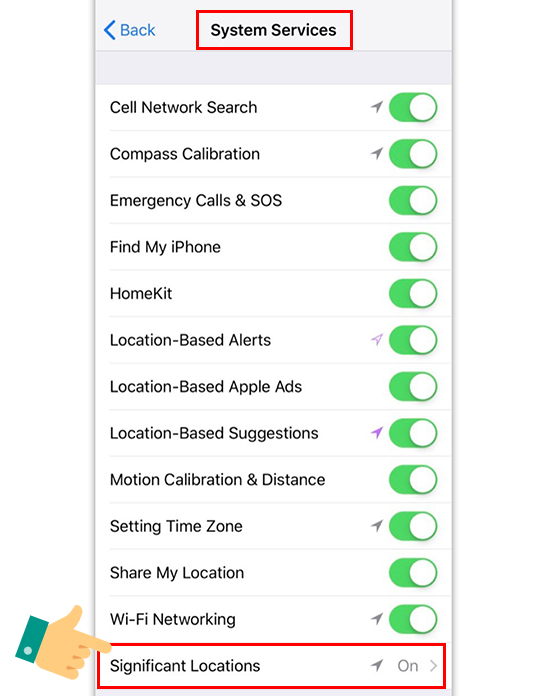 Back System Services
Cell Network Search
Compass Calibration
Emergency Calls & SOS
Find My iPhone
HomeKit
Location-Based Alerts
Location-Based Apple Ads
Location-Based Suggestions
Motion Calibration & Distance
Setting Time Zone
Share My Location
Wi-Fi Networking
Significant Locations On